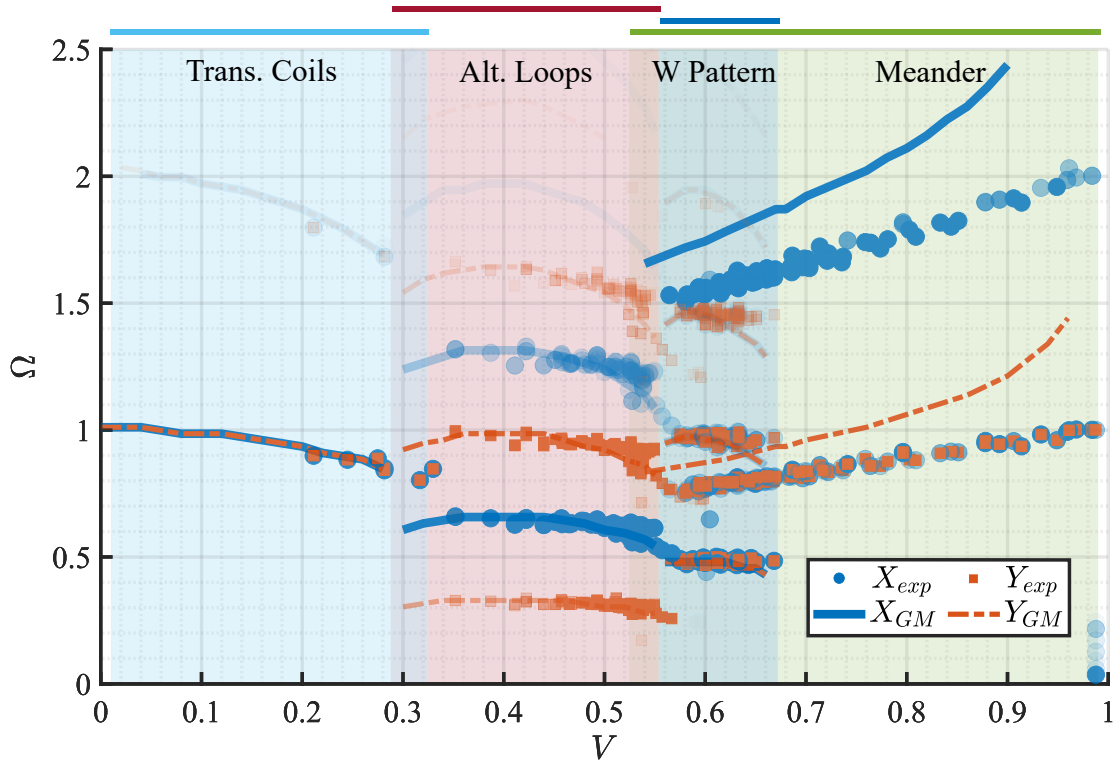 Trans. Coils Alt. Loops W Pattern Meander
2.5
2
1.5
1
0.5
0
Ω
X_exp Y_exp
X_GM Y_GM
0 0.1 0.2 0.3 0.4 0.5 0.6 0.7 0.8 0.9 1
V